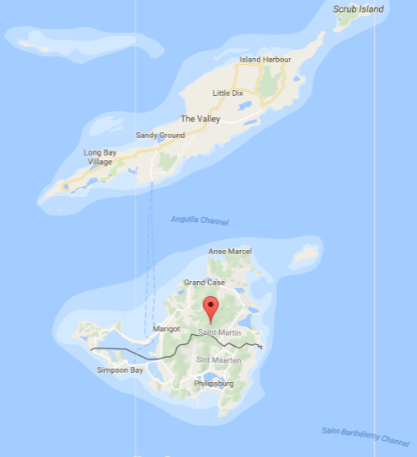 Scrub Island
Island Harbour
Little Dix
The Valley
Sandy Ground
Long Bay
Village
Anguilla Channel
Anse Marcel
Grand Case
Marigot
Saint-Martin
Sint Maarten
Simpson Bay
Philipsburg
Saint-Barthélemy Channel